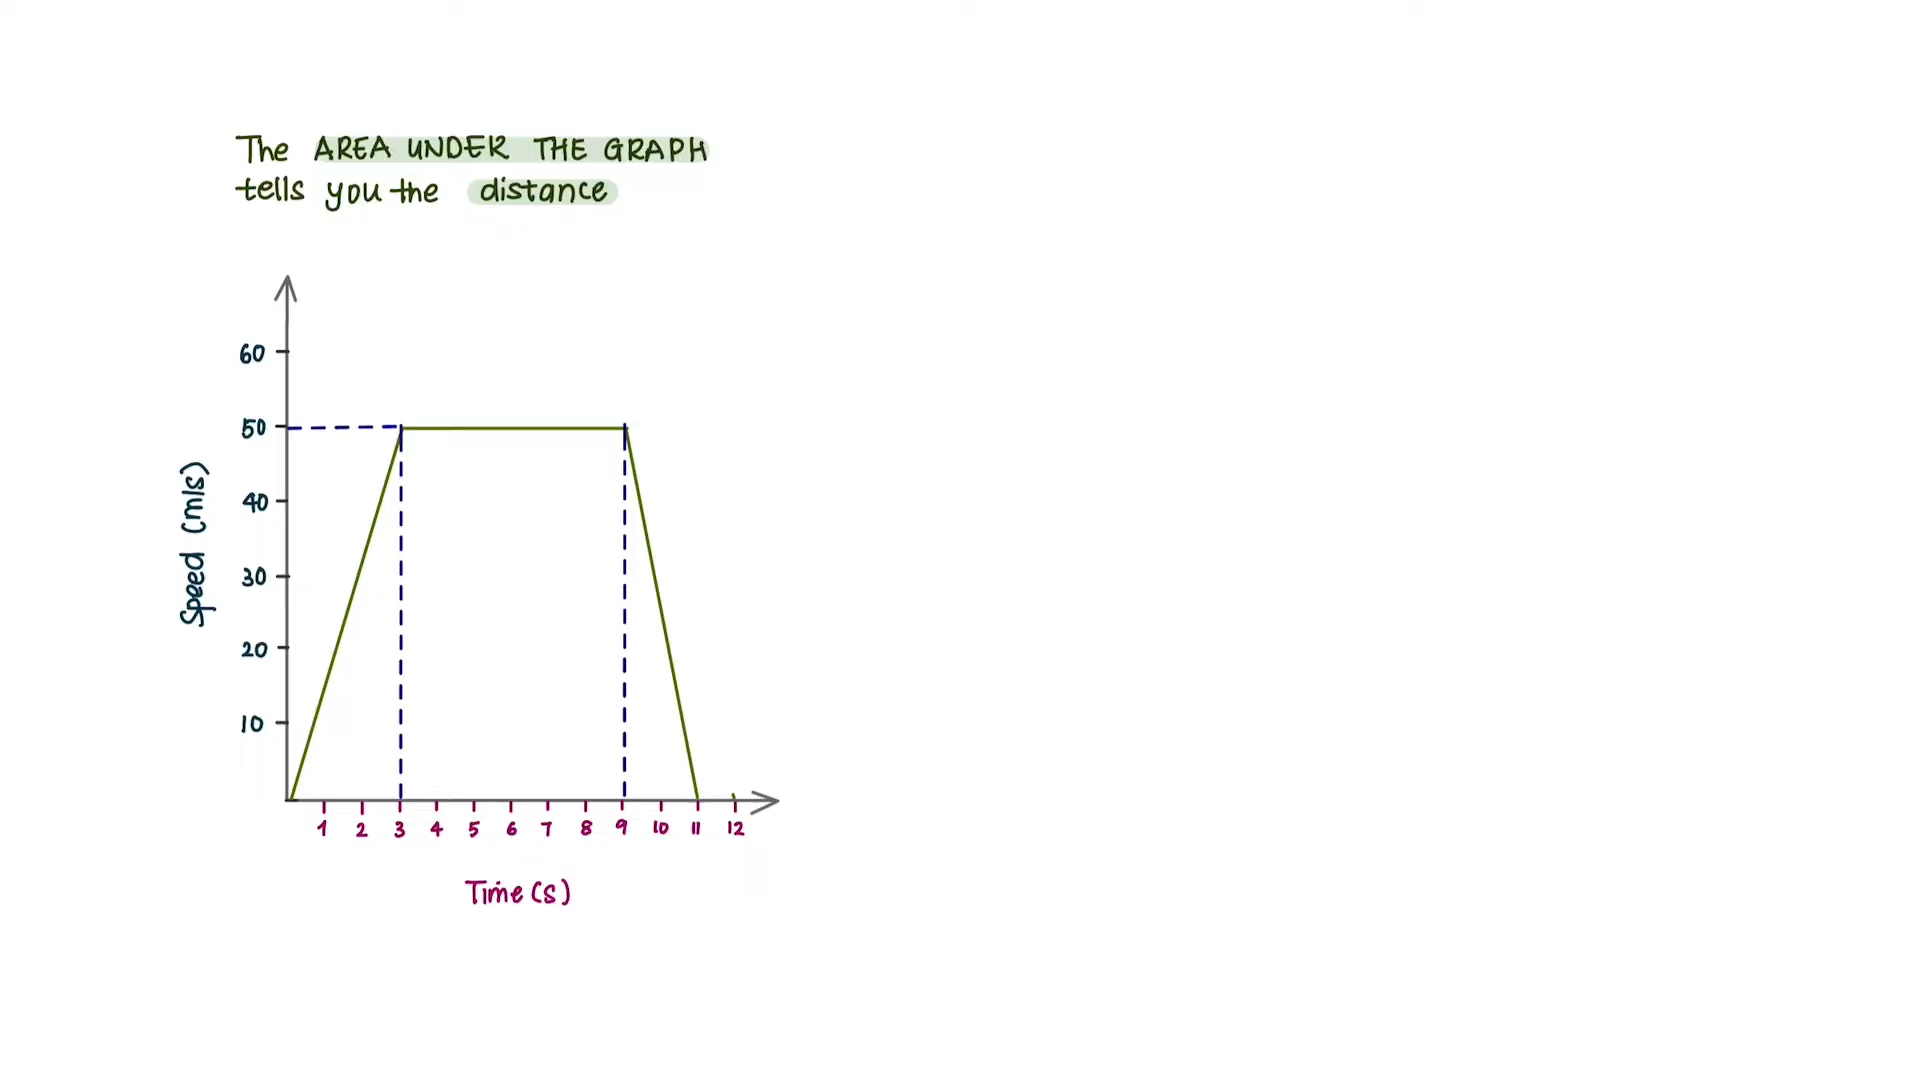 The AREA UNDER THE GRAPH
tells you the distance
60
50
40
30
20
10
Speed (m/s)
1 2 3 4 5 6 7 8 9 10 11 12
Time (s)